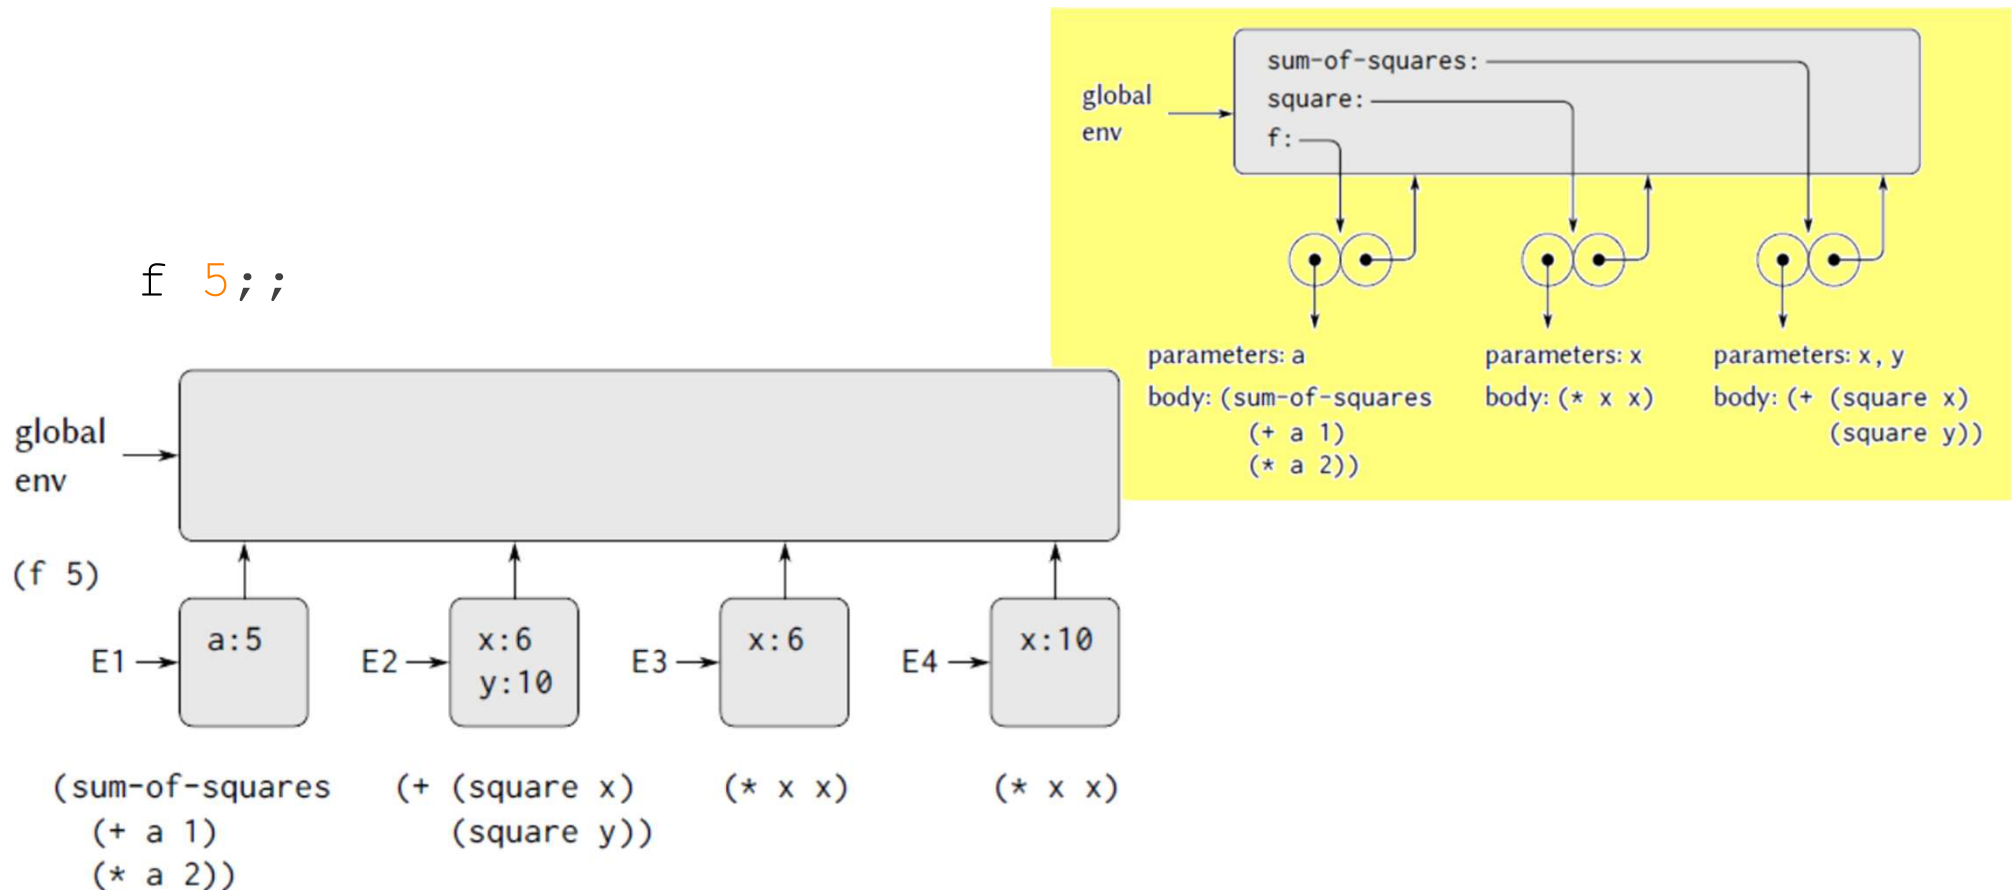 sum-of-squares:
global
env
square:
f:
parameters: a
body: (sum-of-squares
(+ a 1)
(* a 2))
parameters: x
body: (* x x)
parameters: x, y
body: (+ (square x)
(square y))
f 5;;
global
env
(f 5)
E1
a:5
E2
x:6
y:10
E3
x:6
E4
x:10
(sum-of-squares
(+ a 1)
(* a 2))
(+ (square x)
(square y))
(* x x)
(* x x)